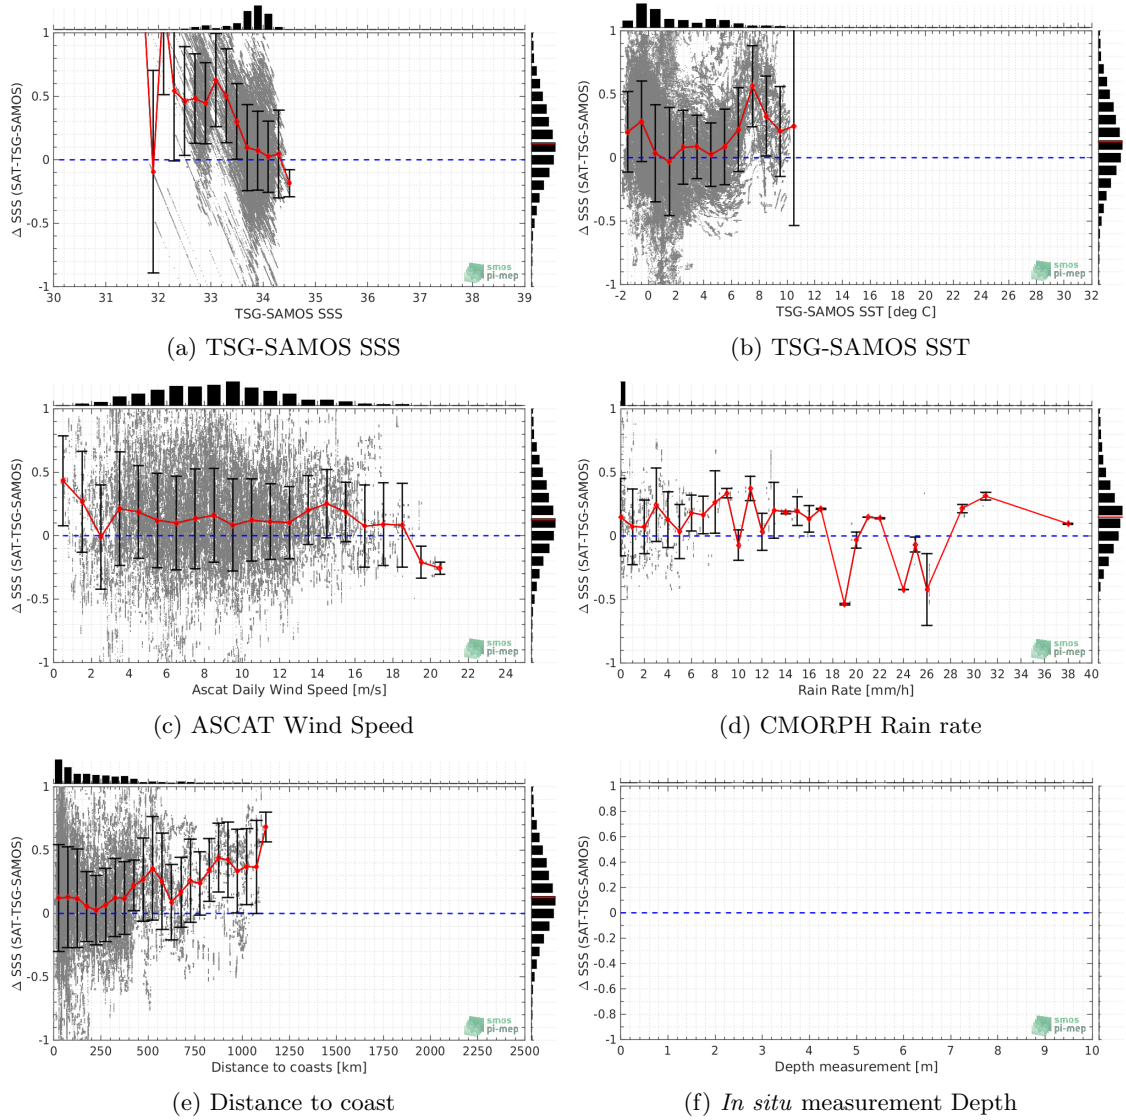 1
0.5
0
-0.5
-1
Δ SSS (SAT-TSG-SAMOS)
30 31 32 33 34 35 36 37 38 39
TSG-SAMOS SSS
smos
pi-mep
(a) TSG-SAMOS SSS
1
0.5
0
-0.5
-1
Δ SSS (SAT-TSG-SAMOS)
-2 0 2 4 6 8 10 12 14 16 18 20 22 24 26 28 30 32
TSG-SAMOS SST [deg C]
smos
pi-mep
(b) TSG-SAMOS SST
1
0.5
0
-0.5
-1
Δ SSS (SAT-TSG-SAMOS)
0 2 4 6 8 10 12 14 16 18 20 22 24
Ascat Daily Wind Speed [m/s]
smos
pi-mep
(c) ASCAT Wind Speed
1
0.5
0
-0.5
-1
Δ SSS (SAT-TSG-SAMOS)
0 2 4 6 8 10 12 14 16 18 20 22 24 26 28 30 32 34 36 38 40
Rain Rate [mm/h]
smos
pi-mep
(d) CMORPH Rain rate
1
0.5
0
-0.5
-1
Δ SSS (SAT-TSG-SAMOS)
0 250 500 750 1000 1250 1500 1750 2000 2250 2500
Distance to coasts [km]
smos
pi-mep
(e) Distance to coast
1
0.8
0.6
0.4
0.2
0
-0.2
-0.4
-0.6
-0.8
-1
Δ SSS (SAT-TSG-SAMOS)
0 1 2 3 4 5 6 7 8 9 10
Depth measurement [m]
smos
pi-mep
(f) In situ measurement Depth